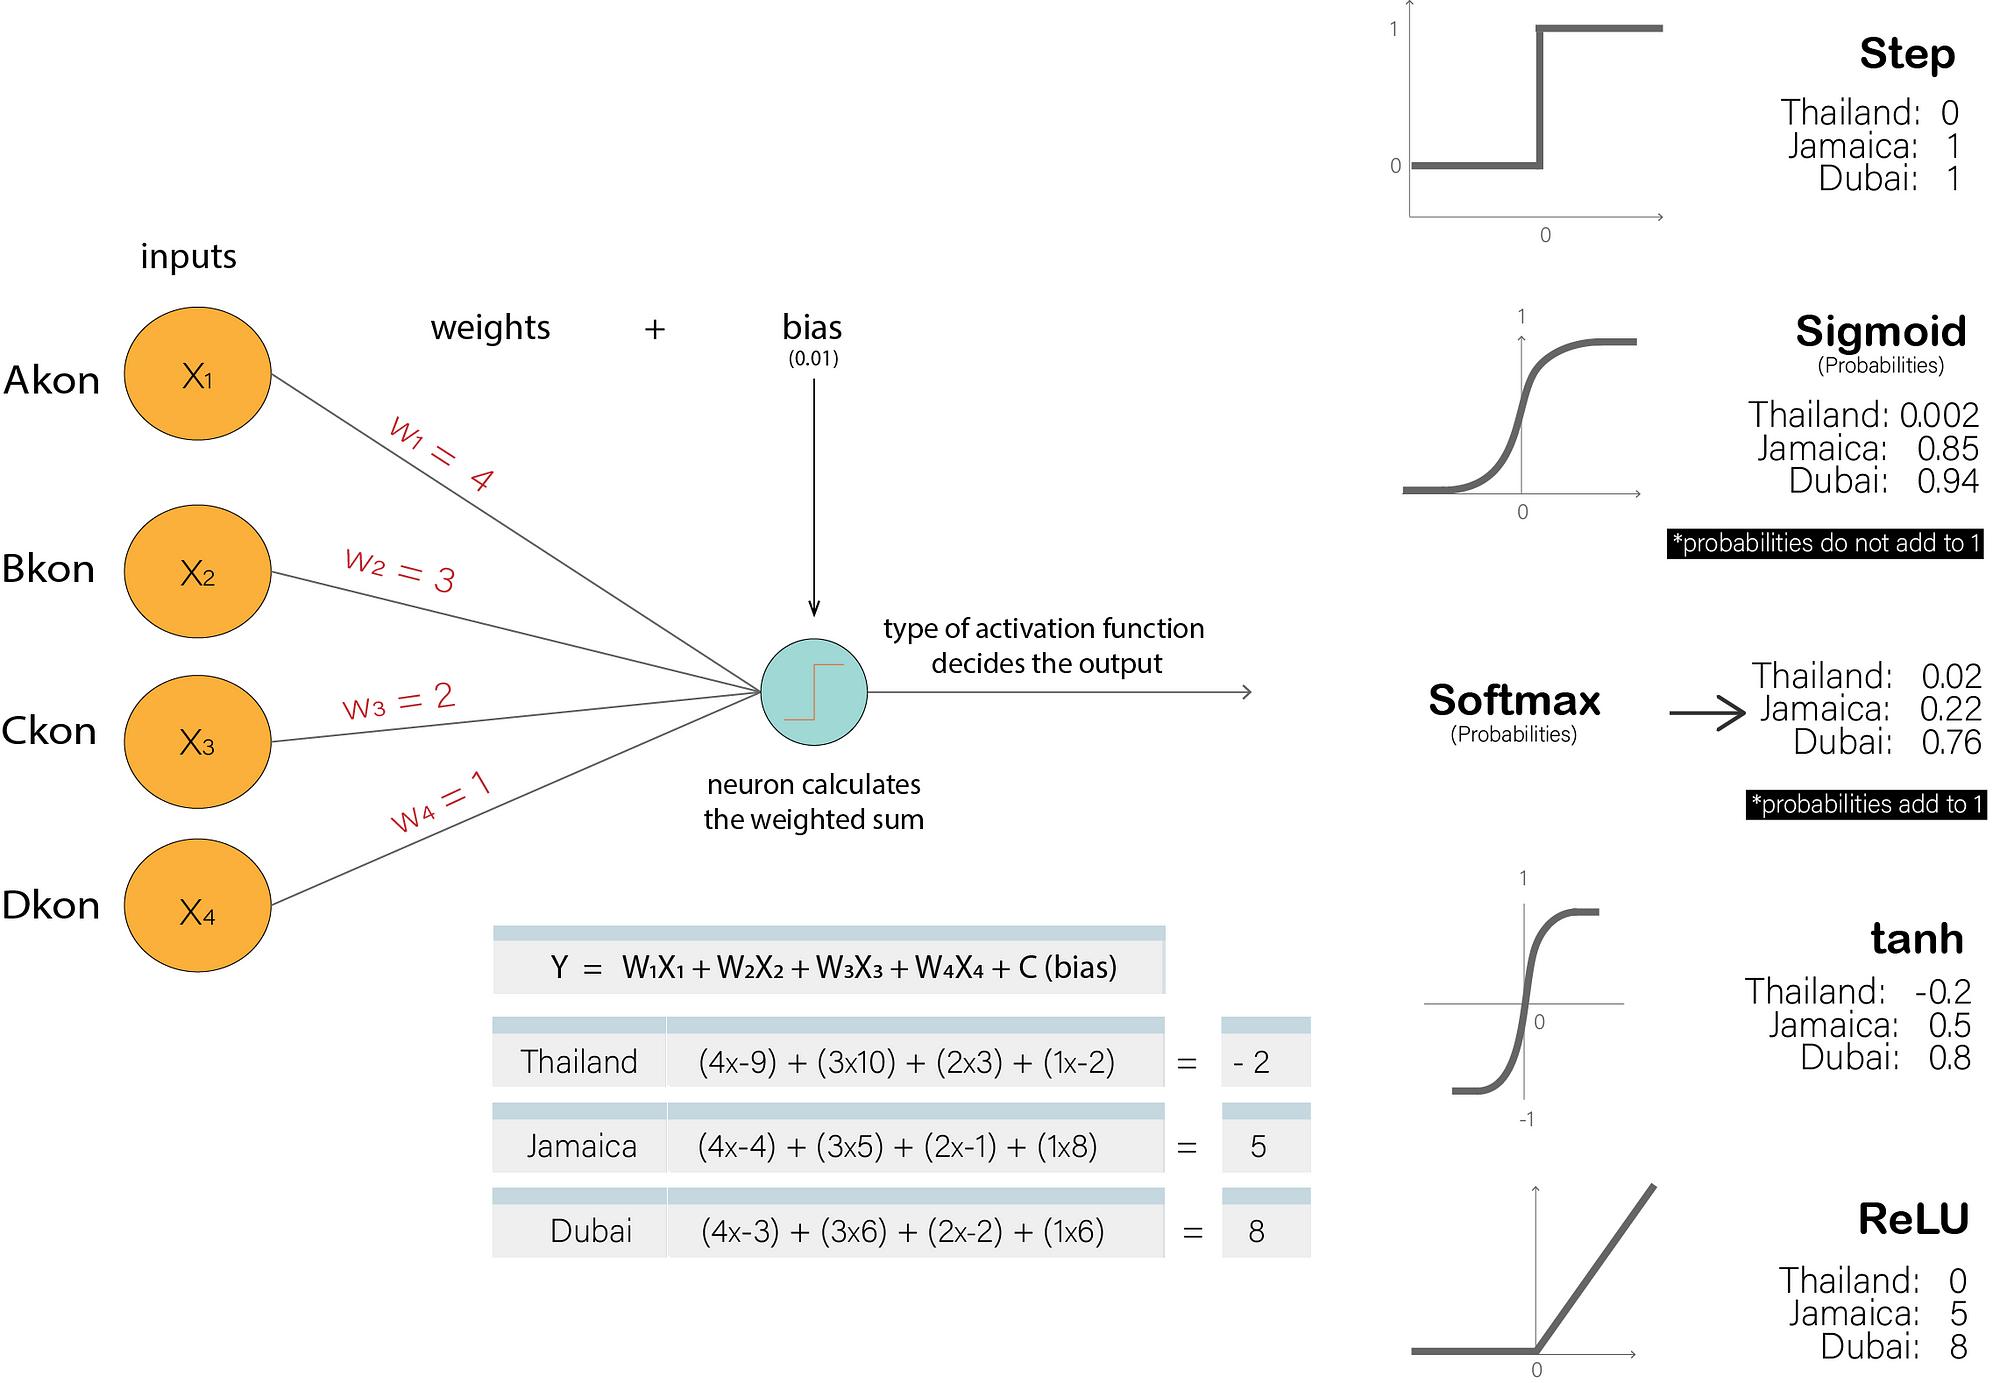 inputs
weights + bias
(0.01)
Akon
X₁
W₁ = 4
Bkon
X₂
W₂ = 3
Ckon
X₃
W₃ = 2
Dkon
X₄
W₄ = 1
type of activation function
decides the output
neuron calculates
the weighted sum
Y = W₁X₁ + W₂X₂ + W₃X₃ + W₄X₄ + C (bias)
Thailand (4x-9) + (3x10) + (2x3) + (1x-2) = - 2
Jamaica (4x-4) + (3x5) + (2x-1) + (1x8) = 5
Dubai (4x-3) + (3x6) + (2x-2) + (1x6) = 8
1
0
0
Step
Thailand: 0
Jamaica: 1
Dubai: 1
1
0
Sigmoid
(Probabilities)
Thailand: 0.002
Jamaica: 0.85
Dubai: 0.94
*probabilities do not add to 1
Softmax
(Probabilities)
Thailand: 0.02
Jamaica: 0.22
Dubai: 0.76
*probabilities add to 1
1
0
-1
tanh
Thailand: -0.2
Jamaica: 0.5
Dubai: 0.8
0
ReLU
Thailand: 0
Jamaica: 5
Dubai: 8